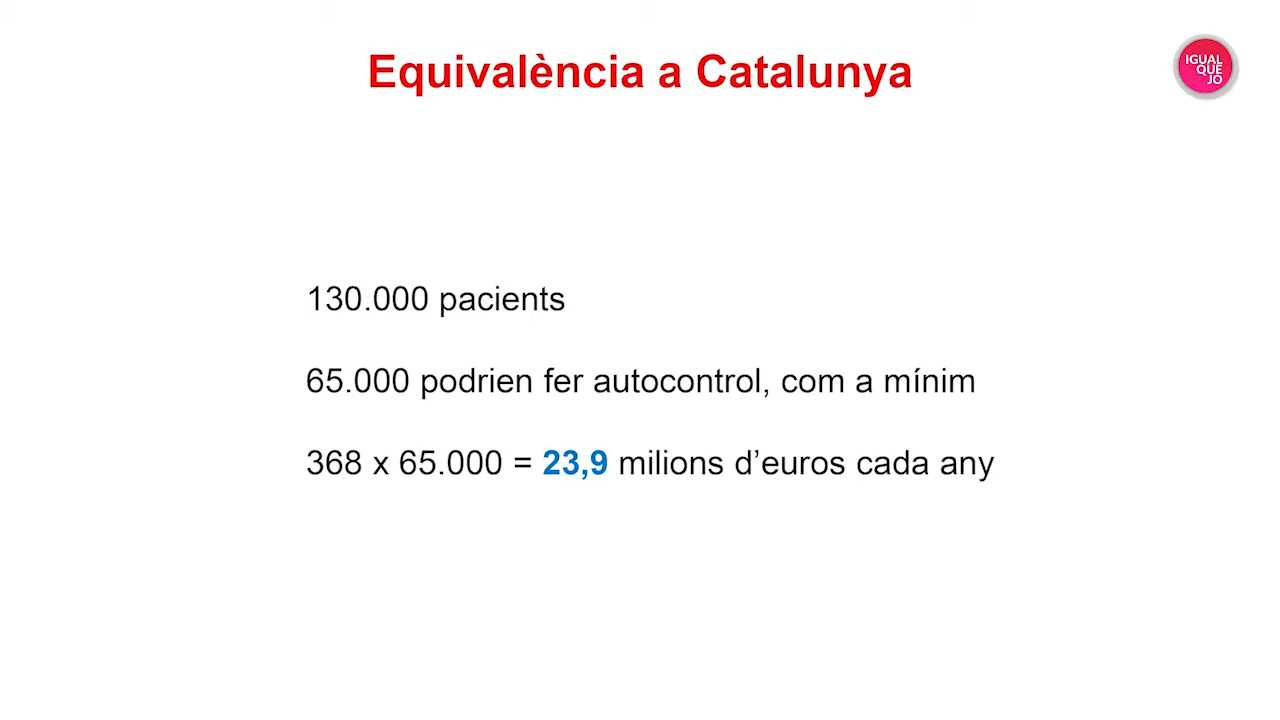 Equivalència a Catalunya
IGUAL
QUE
JO
130.000 pacients
65.000 podrien fer autocontrol, com a mínim
368 x 65.000 = 23,9 milions d’euros cada any